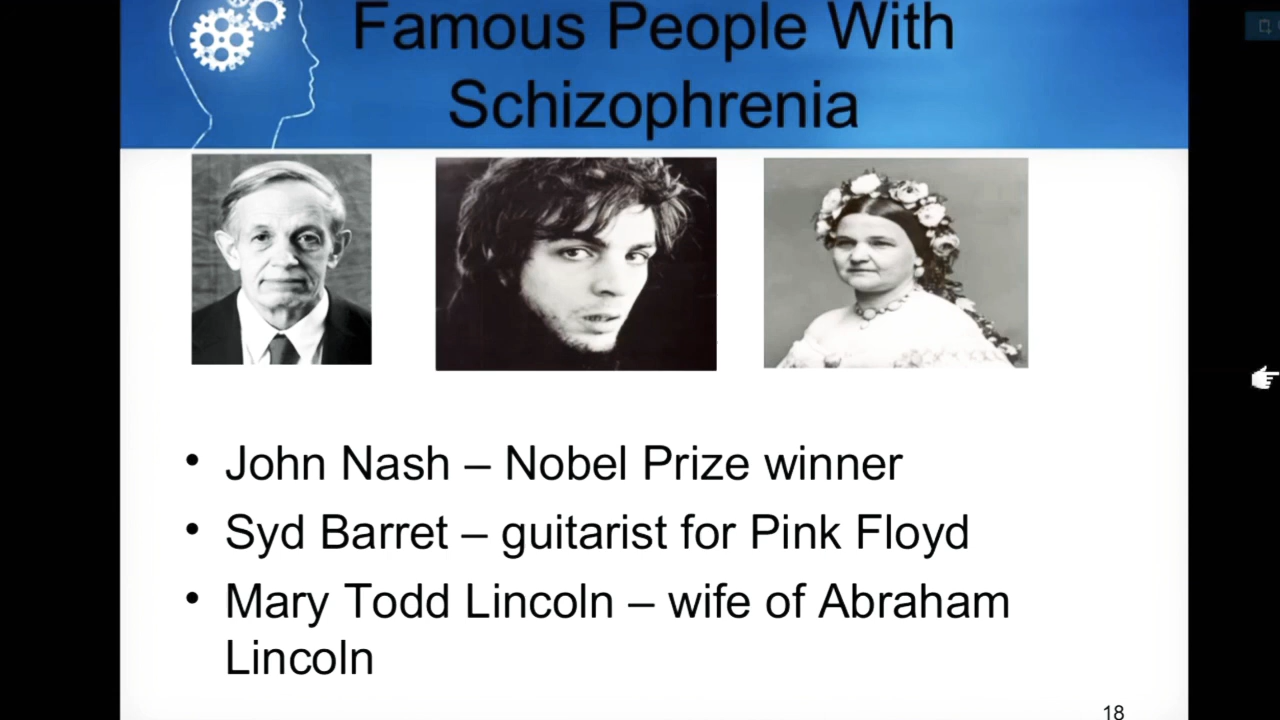 Famous People With
Schizophrenia
• John Nash – Nobel Prize winner
• Syd Barret – guitarist for Pink Floyd
• Mary Todd Lincoln – wife of Abraham
Lincoln
18